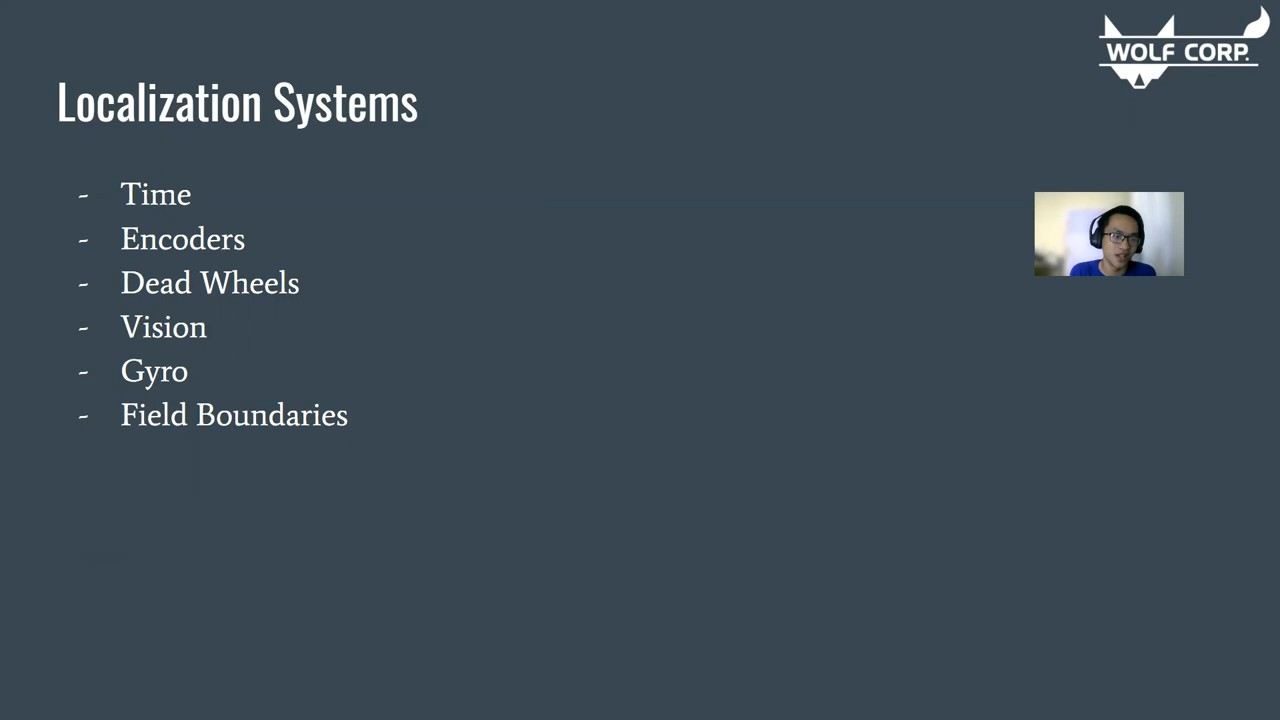 WOLF CORP.
Localization Systems
- Time
- Encoders
- Dead Wheels
- Vision
- Gyro
- Field Boundaries